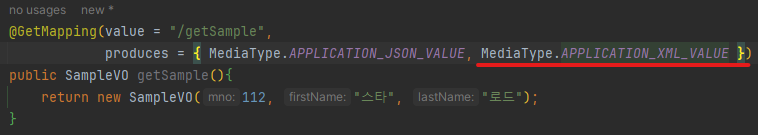 no usages   new *
@GetMapping(value = "/getSample",
            produces = { MediaType.APPLICATION_JSON_VALUE, MediaType.APPLICATION_XML_VALUE })
public SampleVO getSample(){
    return new SampleVO( mno: 112, firstName: "스타", lastName: "로드");
}